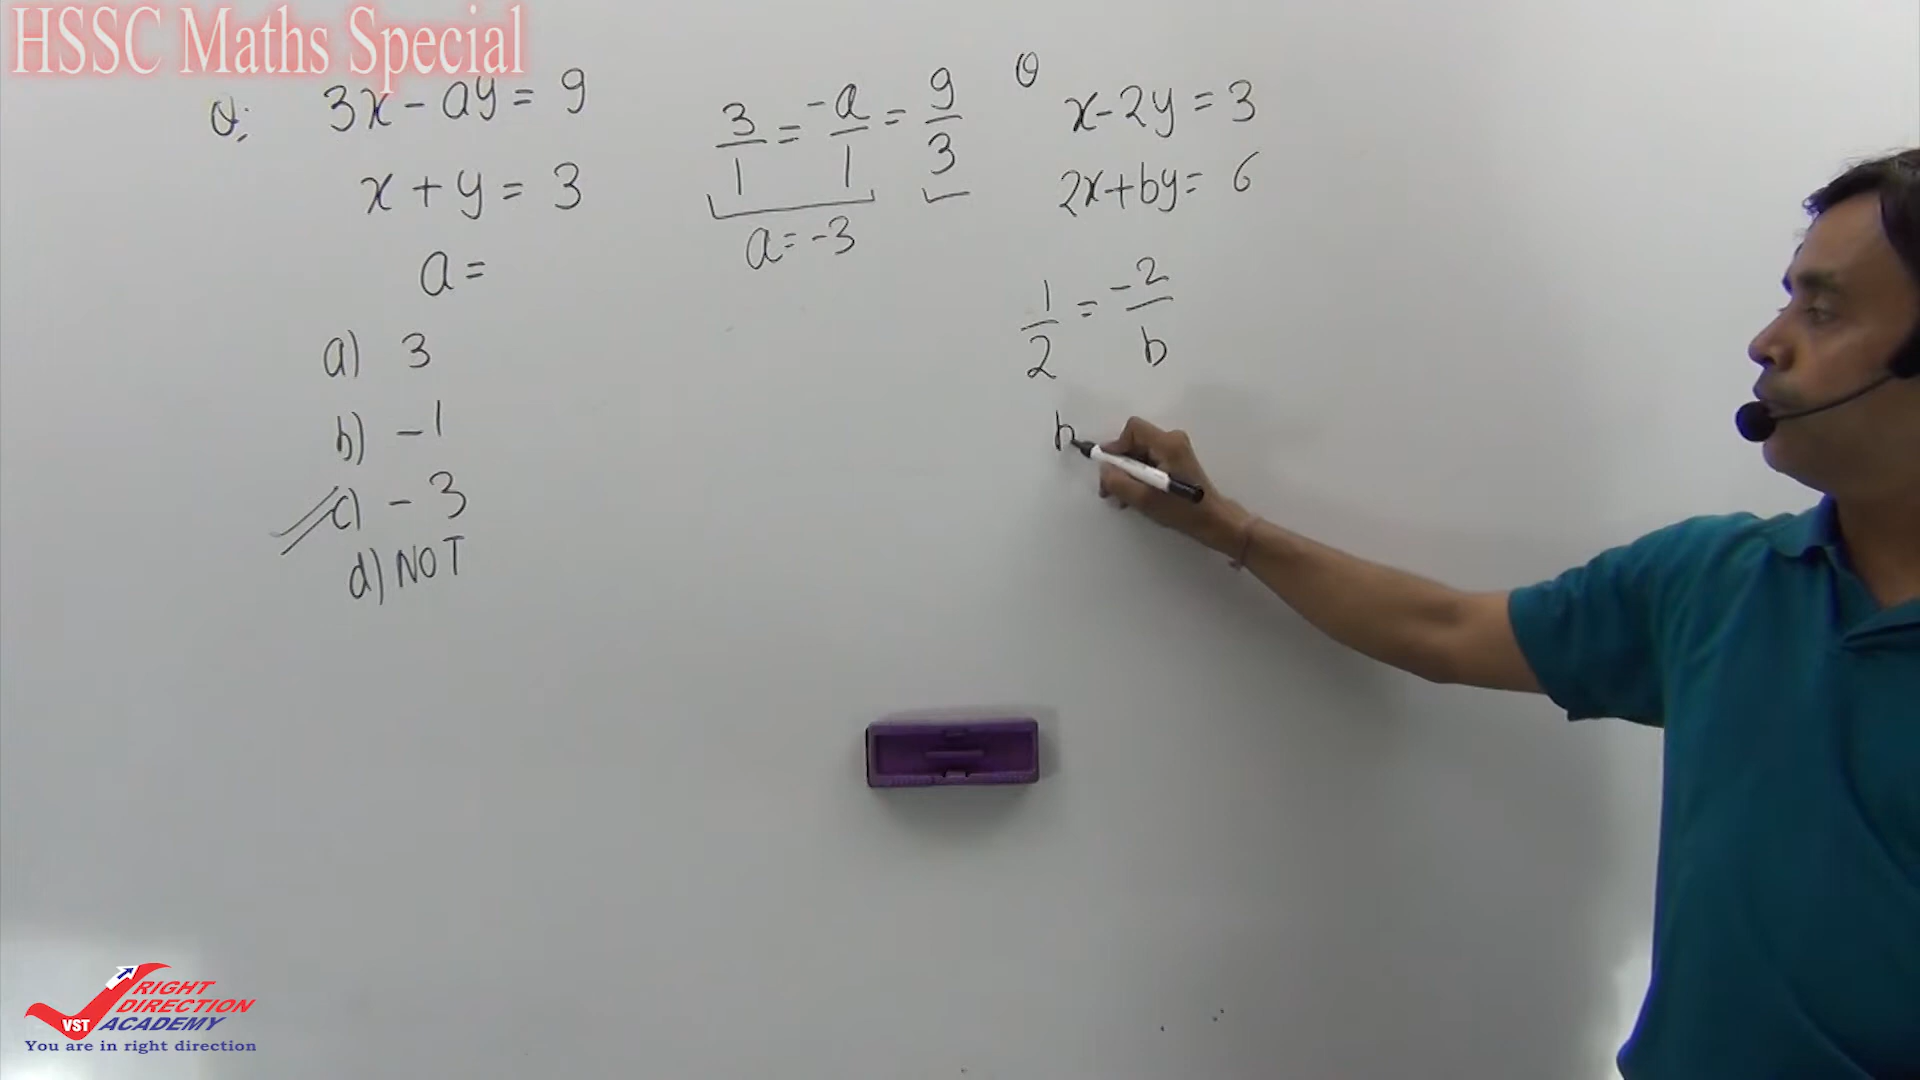 HSSC Maths Special
Q; 3x - ay = 9
x + y = 3
a =
a) 3
b) -1
c) -3
d) NOT
3/1 = -a/1 = 9/3
a = -3
Q x - 2y = 3
2x + by = 6
1/2 = -2/b
b
VST RIGHT
DIRECTION
ACADEMY
You are in right direction